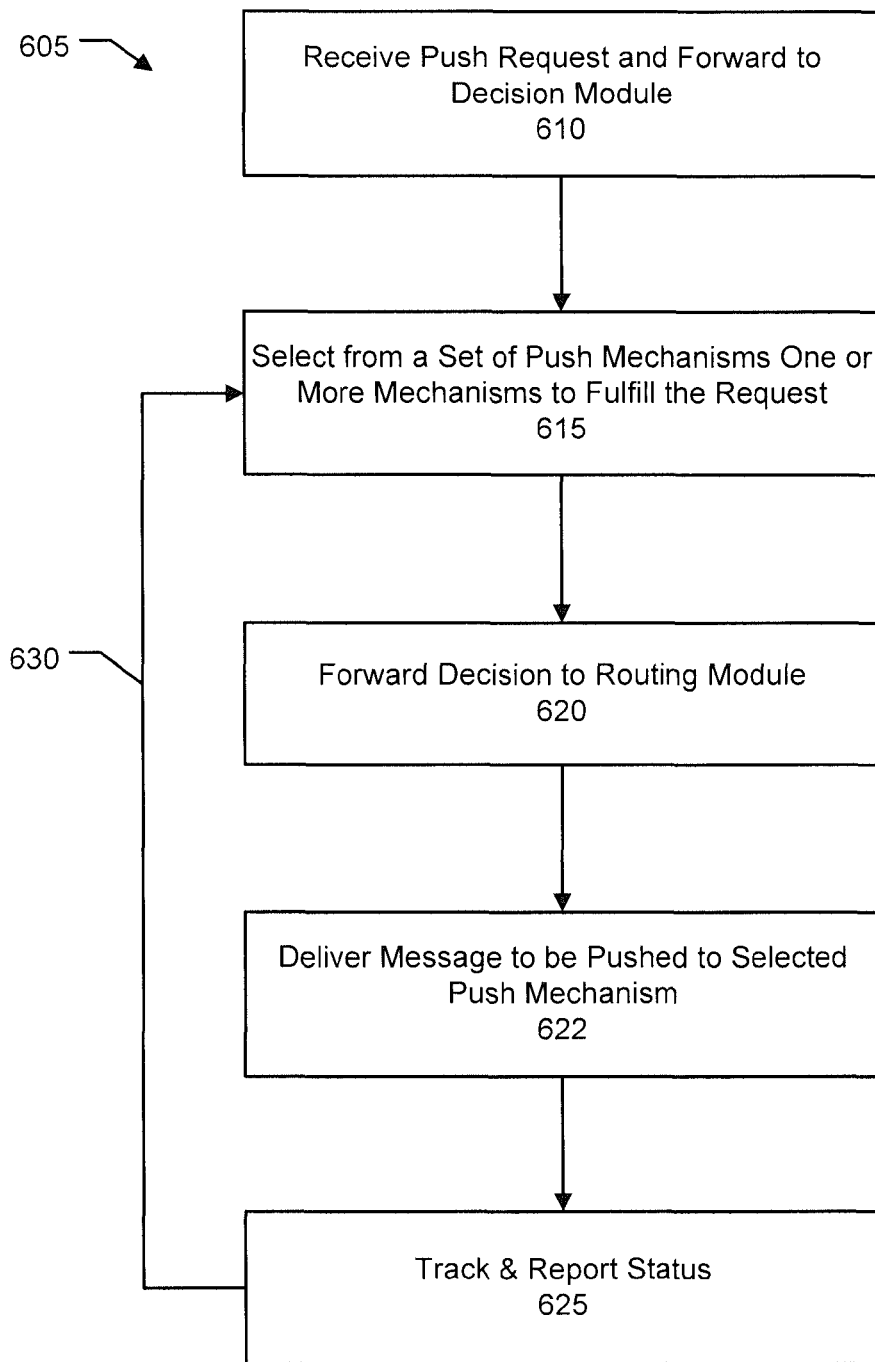 605
Receive Push Request and Forward to
Decision Module
610
Select from a Set of Push Mechanisms One or
More Mechanisms to Fulfill the Request
615
630
Forward Decision to Routing Module
620
Deliver Message to be Pushed to Selected
Push Mechanism
622
Track & Report Status
625